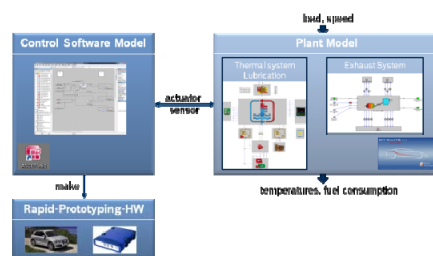 load, speed
Control Software Model
Plant Model
Thermal system
Lubrication
Exhaust System
actuator
sensor
make
temperatures, fuel consumption
Rapid-Prototyping-HW